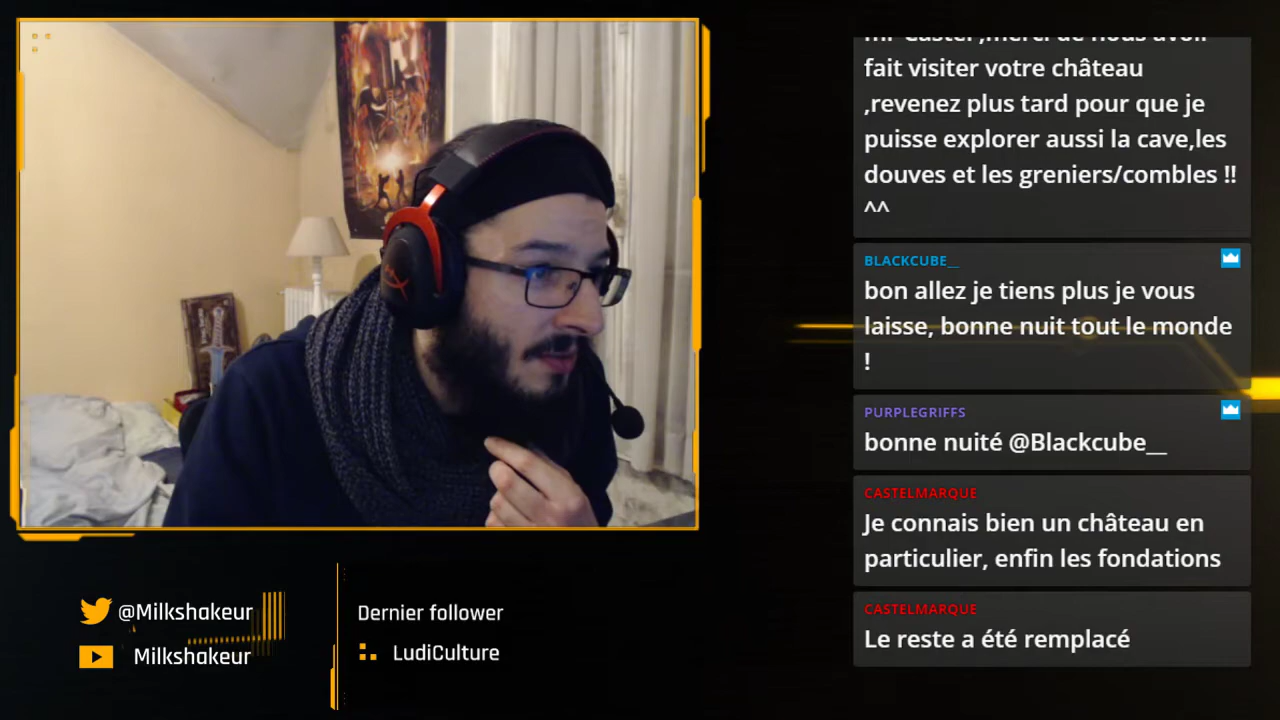 fait visiter votre château
,revenez plus tard pour que je
puisse explorer aussi la cave,les
douves et les greniers/combles !!
^^
BLACKCUBE__
bon allez je tiens plus je vous
laisse, bonne nuit tout le monde
!
PURPLEGRIFFS
bonne nuité @Blackcube__
CASTELMARQUE
Je connais bien un château en
particulier, enfin les fondations
CASTELMARQUE
Le reste a été remplacé
@Milkshakeur
Milkshakeur
Dernier follower
LudiCulture